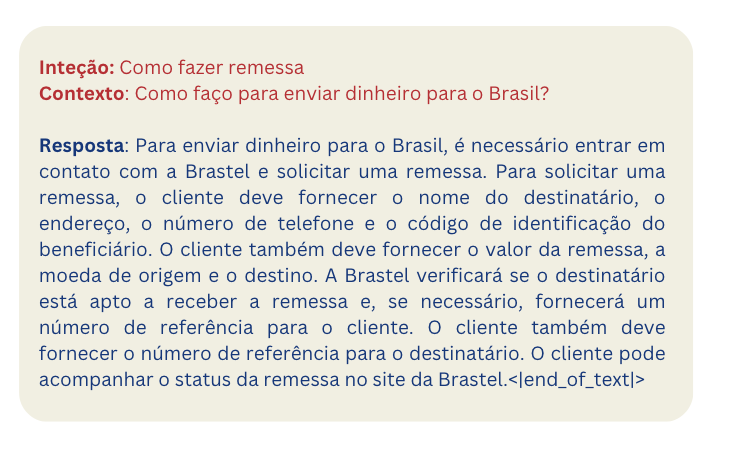 Inteção: Como fazer remessa
Contexto: Como faço para enviar dinheiro para o Brasil?
Resposta: Para enviar dinheiro para o Brasil, é necessário entrar em
contato com a Brastel e solicitar uma remessa. Para solicitar uma
remessa, o cliente deve fornecer o nome do destinatário, o
endereço, o número de telefone e o código de identificação do
beneficiário. O cliente também deve fornecer o valor da remessa, a
moeda de origem e o destino. A Brastel verificará se o destinatário
está apto a receber a remessa e, se necessário, fornecerá um
número de referência para o cliente. O cliente também deve
fornecer o número de referência para o destinatário. O cliente pode
acompanhar o status da remessa no site da Brastel.<|end_of_text|>